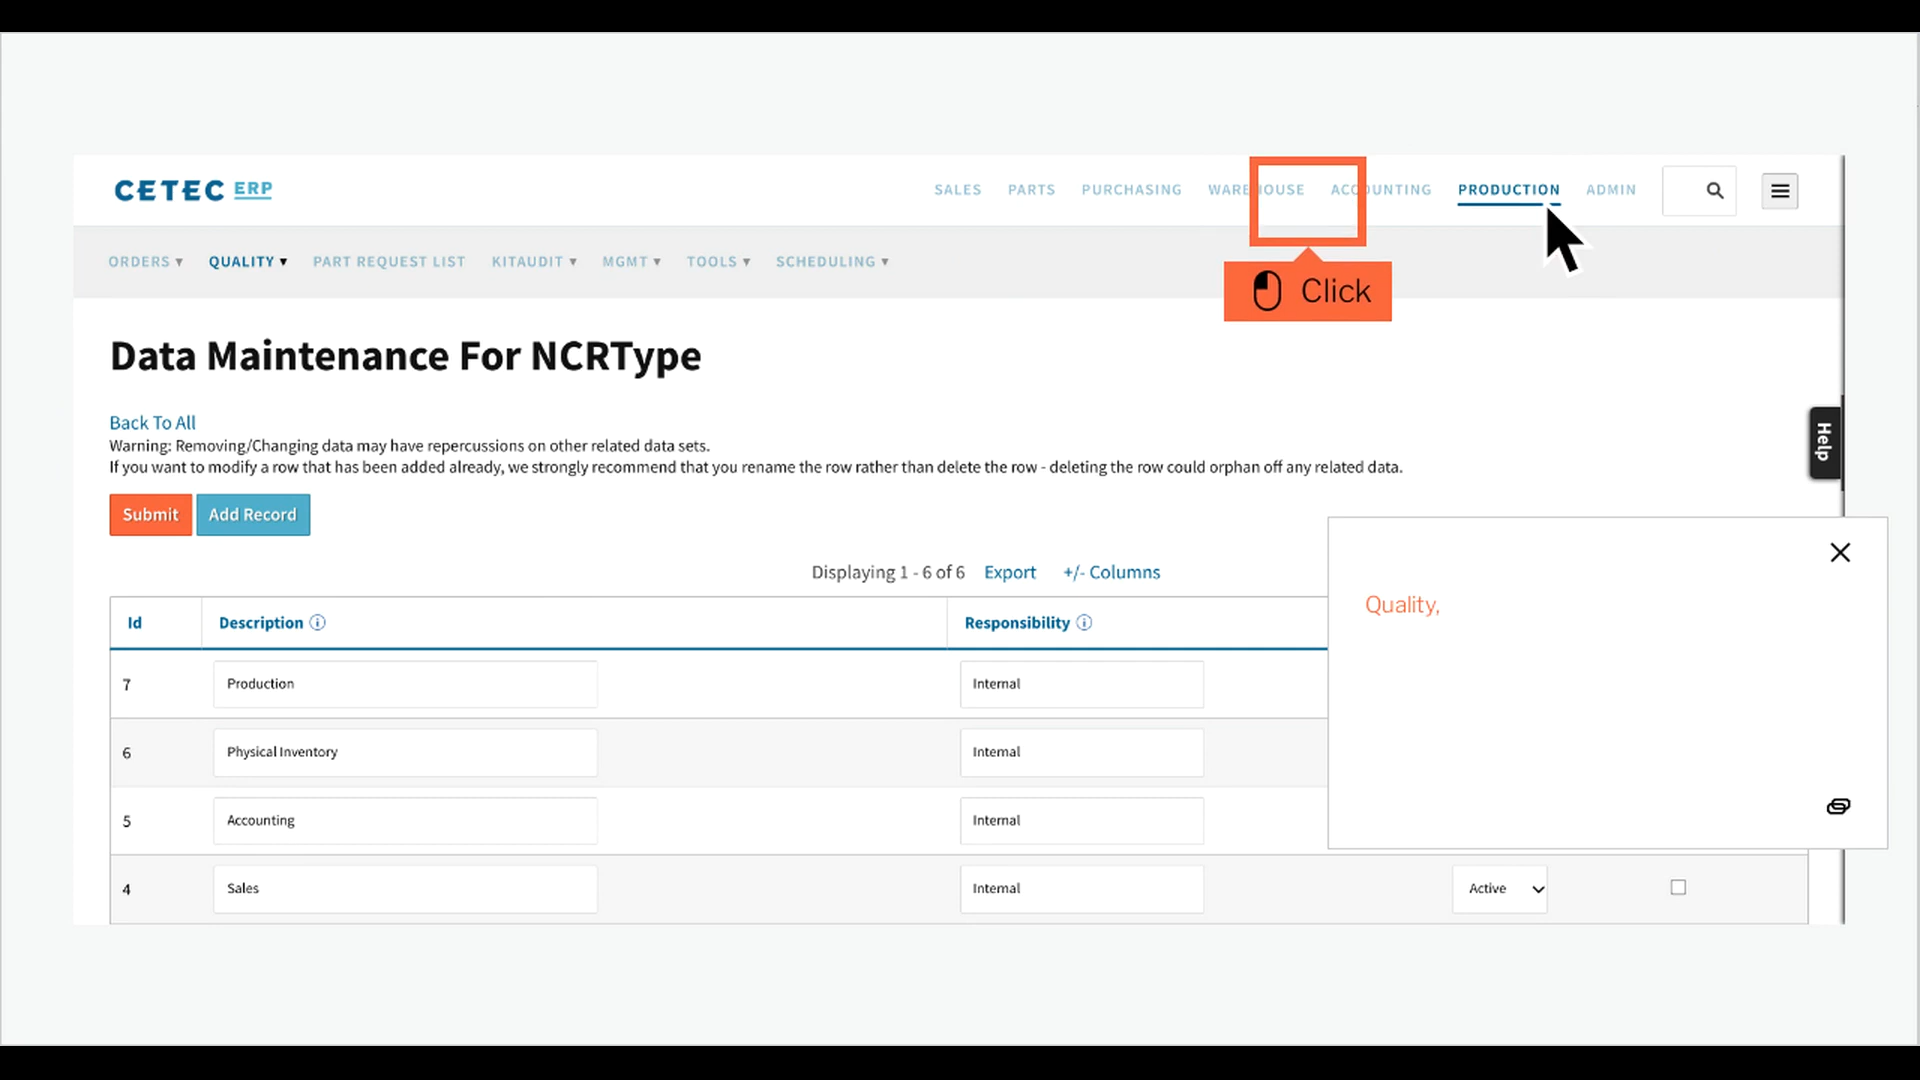 CETEC ERP
SALES PARTS PURCHASING WAREHOUSE ACCOUNTING PRODUCTION ADMIN
ORDERS QUALITY PART REQUEST LIST KITAUDIT MGMT TOOLS SCHEDULING
Click
Data Maintenance For NCRType
Back To All
Warning: Removing/Changing data may have repercussions on other related data sets.
If you want to modify a row that has been added already, we strongly recommend that you rename the row rather than delete the row - deleting the row could orphan off any related data.
Help
Submit Add Record
Displaying 1 - 6 of 6 Export +/- Columns
Quality,
Id Description Responsibility
7 Production Internal
6 Physical Inventory Internal
5 Accounting Internal
4 Sales Internal Active